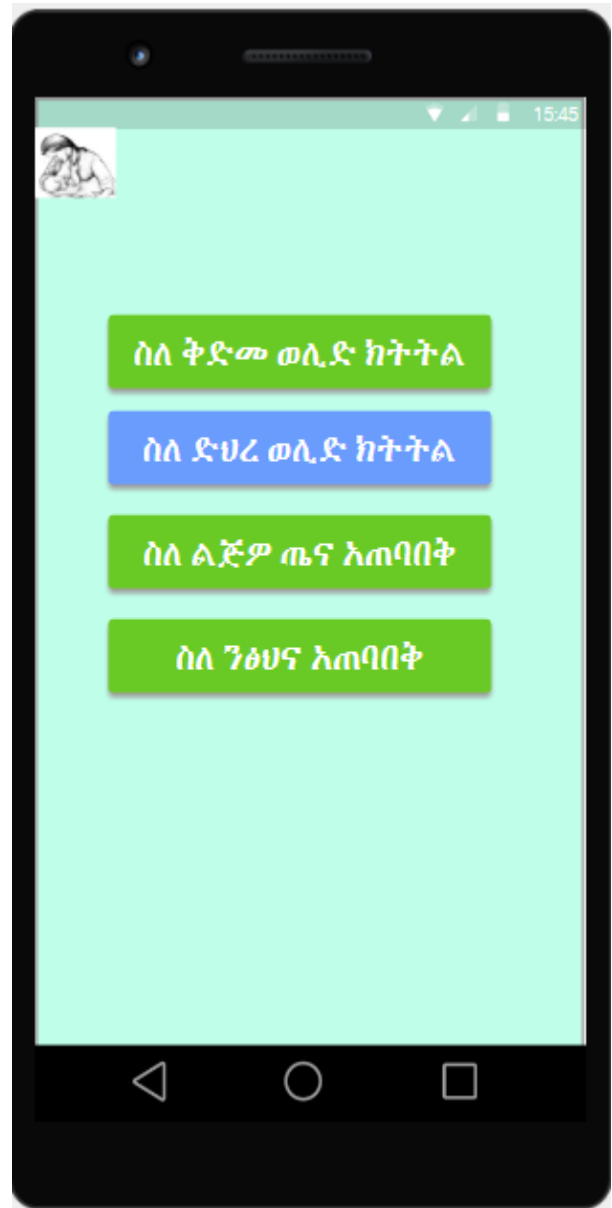 15:45
ስለ ቅድመ ወሊድ ክትትል
ስለ ድህረ ወሊድ ክትትል
ስለ ልጅዎ ጤና አጠባበቅ
ስለ ንፅህና አጠባበቅ